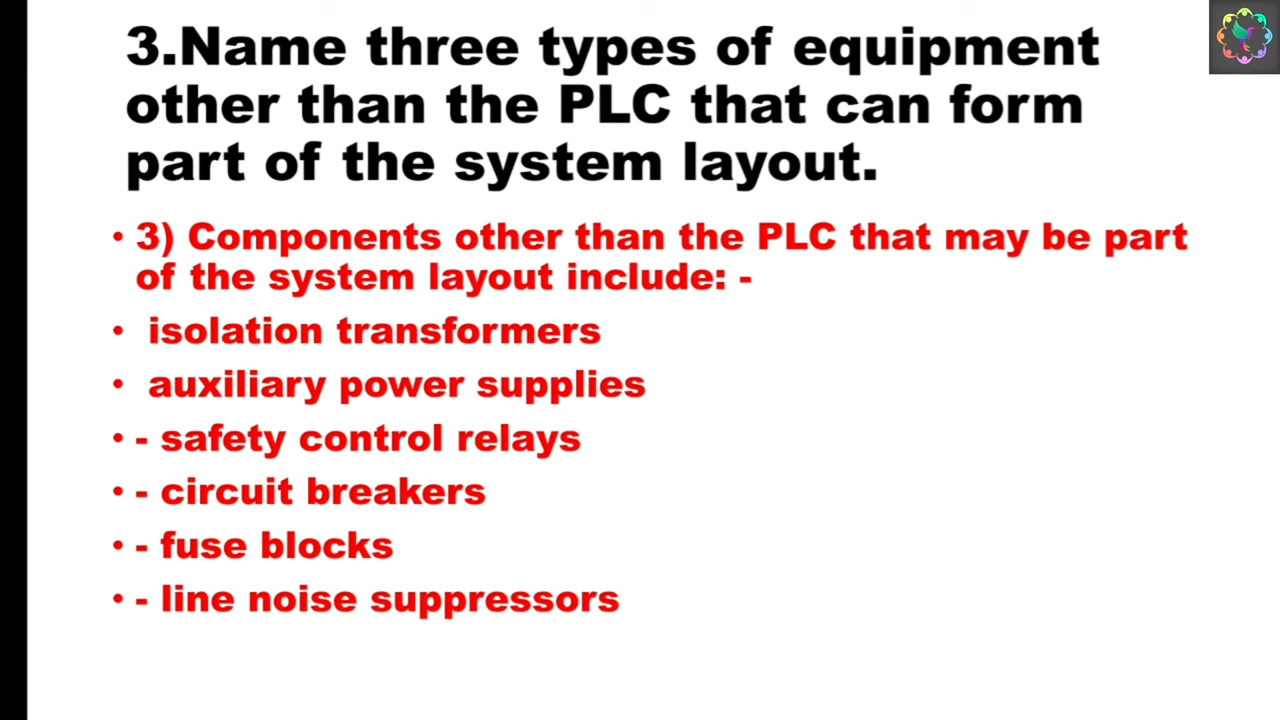 3.Name three types of equipment
other than the PLC that can form
part of the system layout.
• 3) Components other than the PLC that may be part
of the system layout include: -
• isolation transformers
• auxiliary power supplies
• - safety control relays
• - circuit breakers
• - fuse blocks
• - line noise suppressors